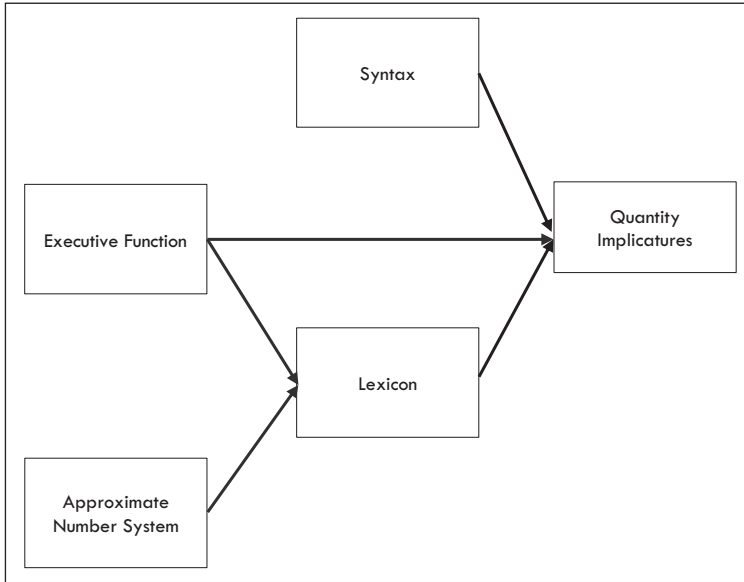 Syntax
Executive Function
Quantity
Implicatures
Lexicon
Approximate
Number System